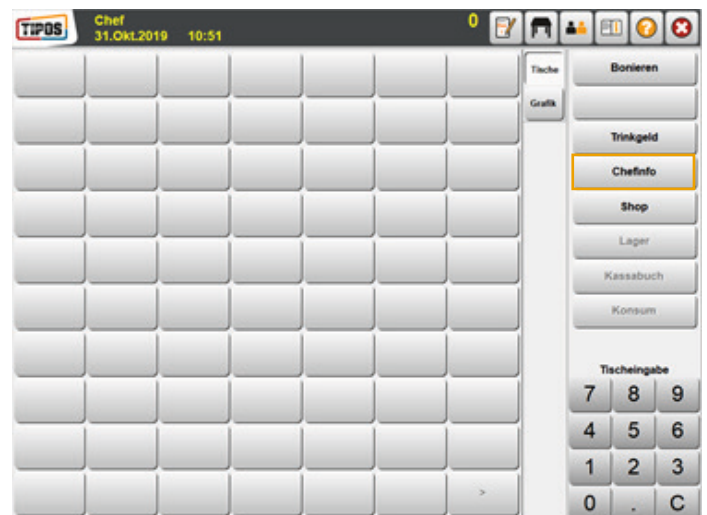 TIPOS
Chef
31.Okt.2019 10:51
0
Tische
Grafik
>
Bonieren
Trinkgeld
Chefinfo
Shop
Lager
Kassabuch
Konsum
Tischeingabe
7 8 9
4 5 6
1 2 3
0 . C